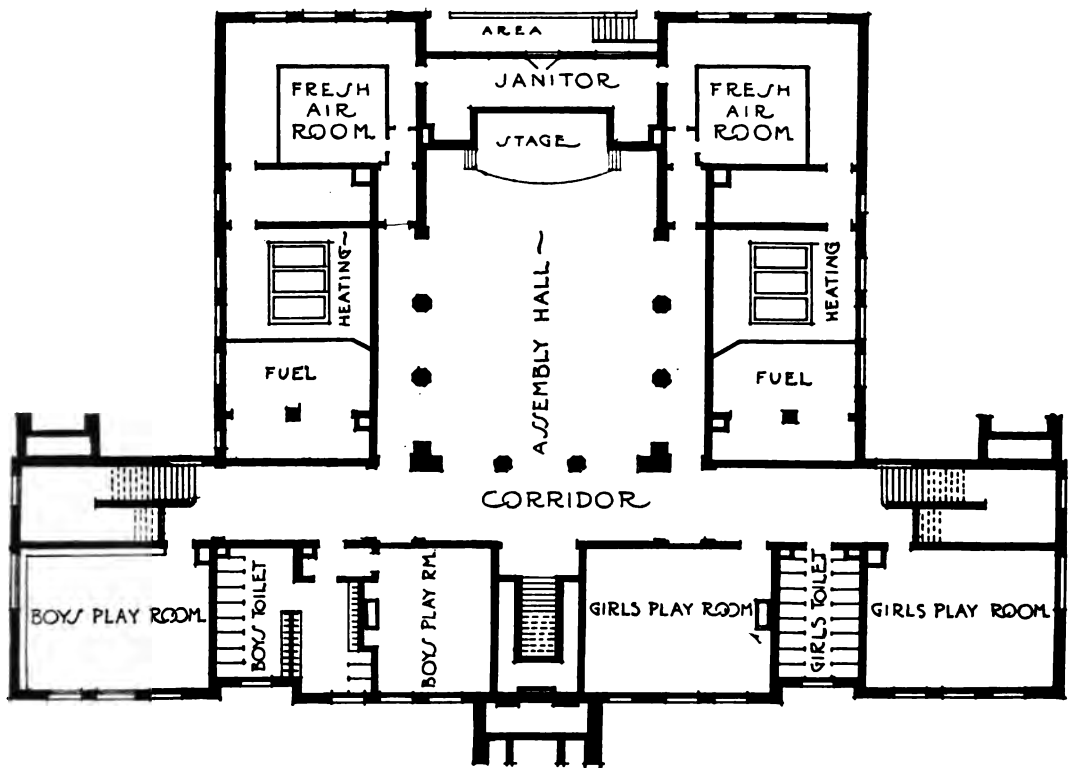 AREA
JANITOR
FRESH
AIR
ROOM
STAGE
FRESH
AIR
ROOM
HEATING
ASSEMBLY HALL
HEATING
FUEL
FUEL
CORRIDOR
BOYS PLAY ROOM
BOYS TOILET
BOYS PLAY RM.
GIRLS PLAY ROOM
GIRLS TOILET
GIRLS PLAY ROOM